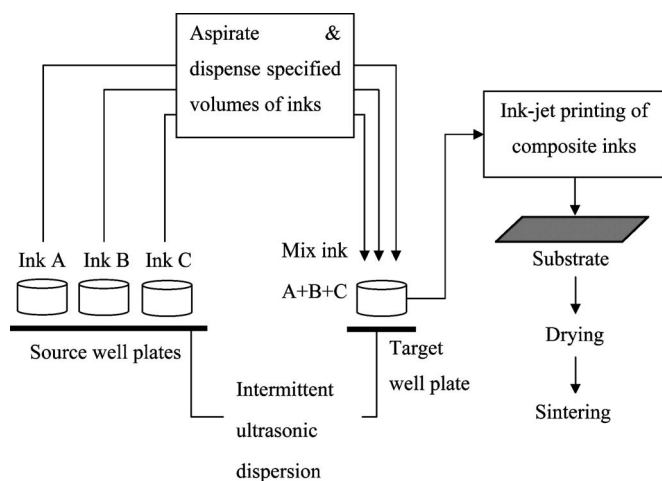 Aspirate &
dispense specified
volumes of inks
Ink-jet printing of
composite inks
Ink A Ink B Ink C
Mix ink
A+B+C
Substrate
Source well plates
Target
well plate
Drying
Intermittent
ultrasonic
dispersion
Sintering